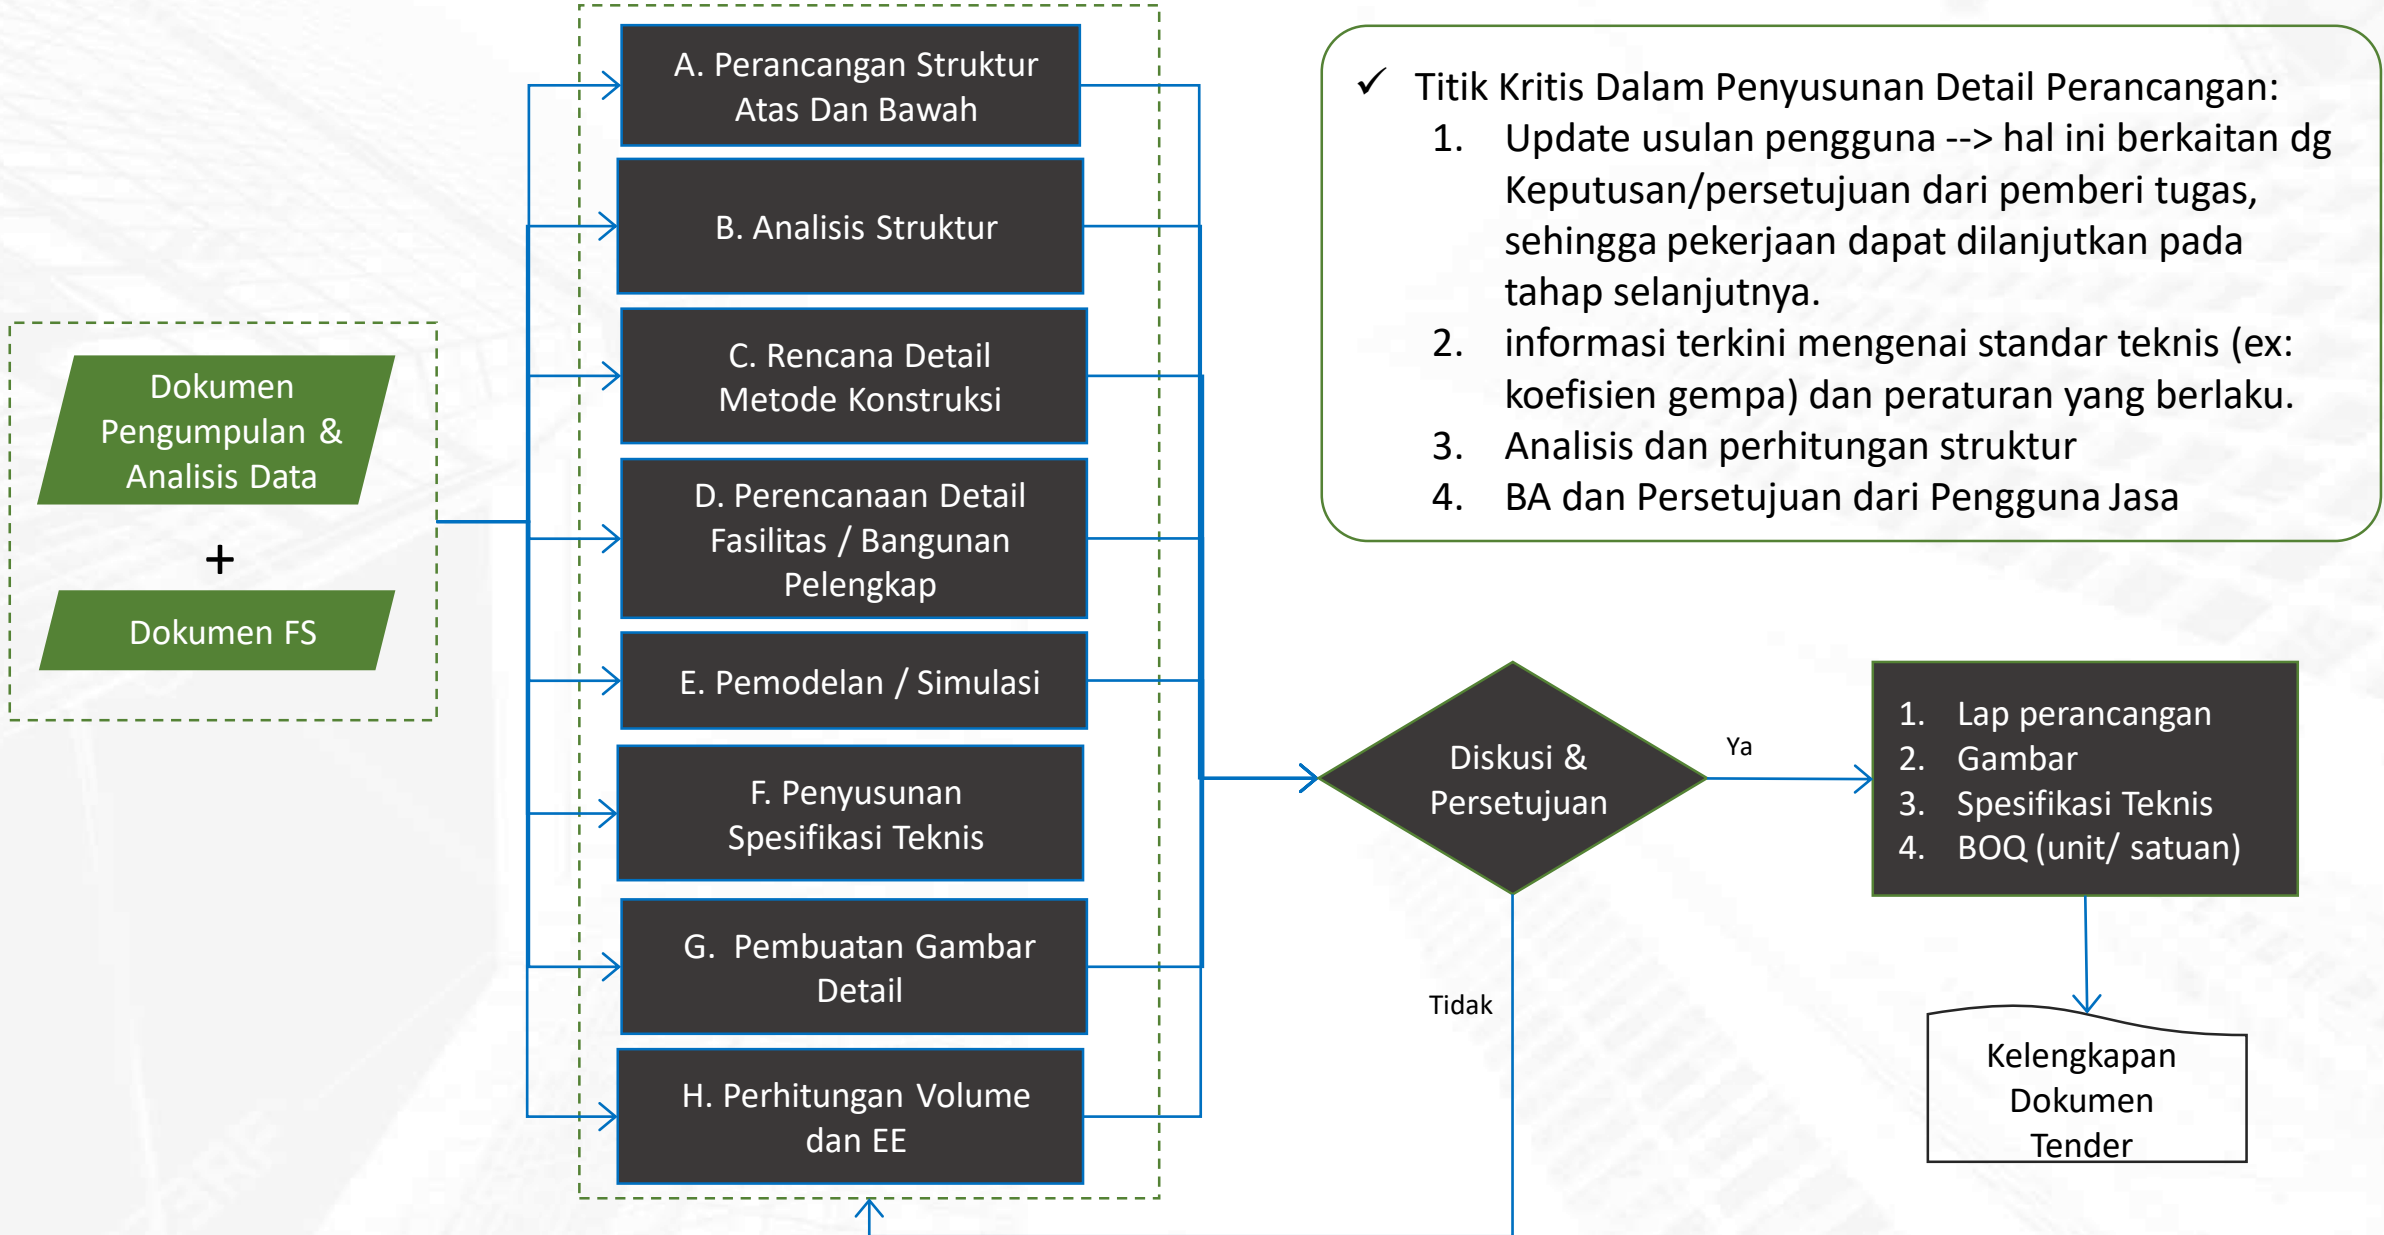 Dokumen
Pengumpulan &
Analisis Data
+
Dokumen FS
A. Perancangan Struktur
Atas Dan Bawah
B. Analisis Struktur
C. Rencana Detail
Metode Konstruksi
D. Perencanaan Detail
Fasilitas / Bangunan
Pelengkap
E. Pemodelan / Simulasi
F. Penyusunan
Spesifikasi Teknis
G. Pembuatan Gambar
Detail
H. Perhitungan Volume
dan EE
✓ Titik Kritis Dalam Penyusunan Detail Perancangan:
1. Update usulan pengguna --> hal ini berkaitan dg
Keputusan/persetujuan dari pemberi tugas,
sehingga pekerjaan dapat dilanjutkan pada
tahap selanjutnya.
2. informasi terkini mengenai standar teknis (ex:
koefisien gempa) dan peraturan yang berlaku.
3. Analisis dan perhitungan struktur
4. BA dan Persetujuan dari Pengguna Jasa
Diskusi &
Persetujuan
Ya
Tidak
1. Lap perancangan
2. Gambar
3. Spesifikasi Teknis
4. BOQ (unit/ satuan)
Kelengkapan
Dokumen
Tender